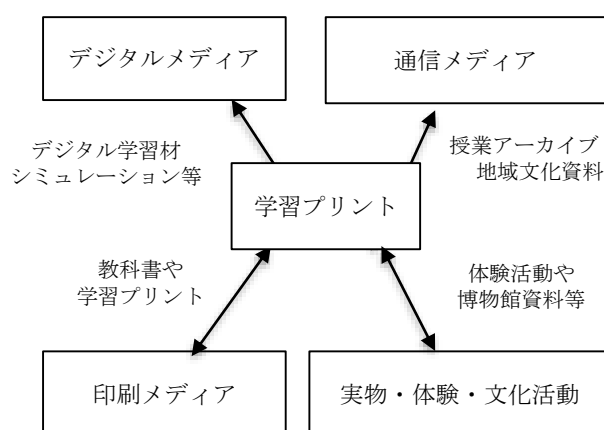 デジタルメディア
通信メディア
デジタル学習材
シミュレーション等
授業アーカイブ
地域文化資料
学習プリント
教科書や
学習プリント
体験活動や
博物館資料等
印刷メディア
実物・体験・文化活動